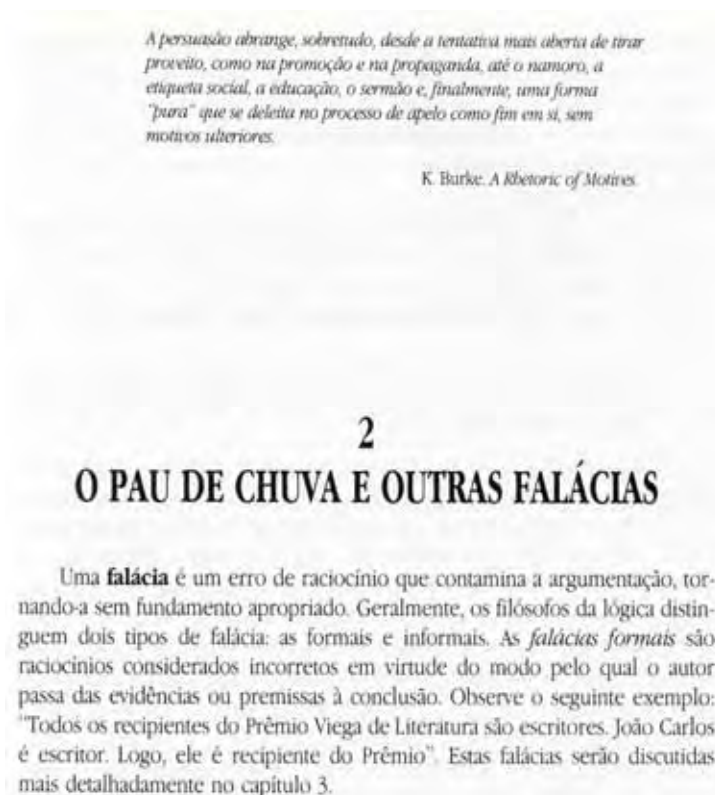 A persuasão abrange, sobretudo, desde a tentativa mais aberta de tirar
proveito, como na promoção e na propaganda, até o namoro, a
etiqueta social, a educação, o sermão e, finalmente, uma forma
"pura" que se deleita no processo de apelo como fim em si, sem
motivos ulteriores.
K. Burke. A Rhetoric of Motives.
2
O PAU DE CHUVA E OUTRAS FALÁCIAS
Uma falácia é um erro de raciocínio que contamina a argumentação, tor-
nando-a sem fundamento apropriado. Geralmente, os filósofos da lógica distin-
guem dois tipos de falácia: as formais e informais. As falácias formais são
raciocínios considerados incorretos em virtude do modo pelo qual o autor
passa das evidências ou premissas à conclusão. Observe o seguinte exemplo:
"Todos os recipientes do Prêmio Viega de Literatura são escritores. João Carlos
é escritor. Logo, ele é recipiente do Prêmio". Estas falácias serão discutidas
mais detalhadamente no capítulo 3.